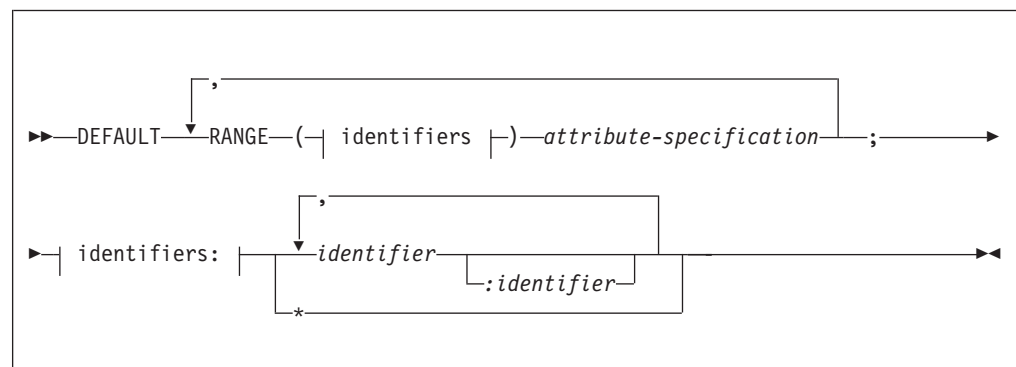 ,
DEFAULT RANGE ( identifiers ) attribute-specification ;
,
identifiers: identifier
:identifier
*